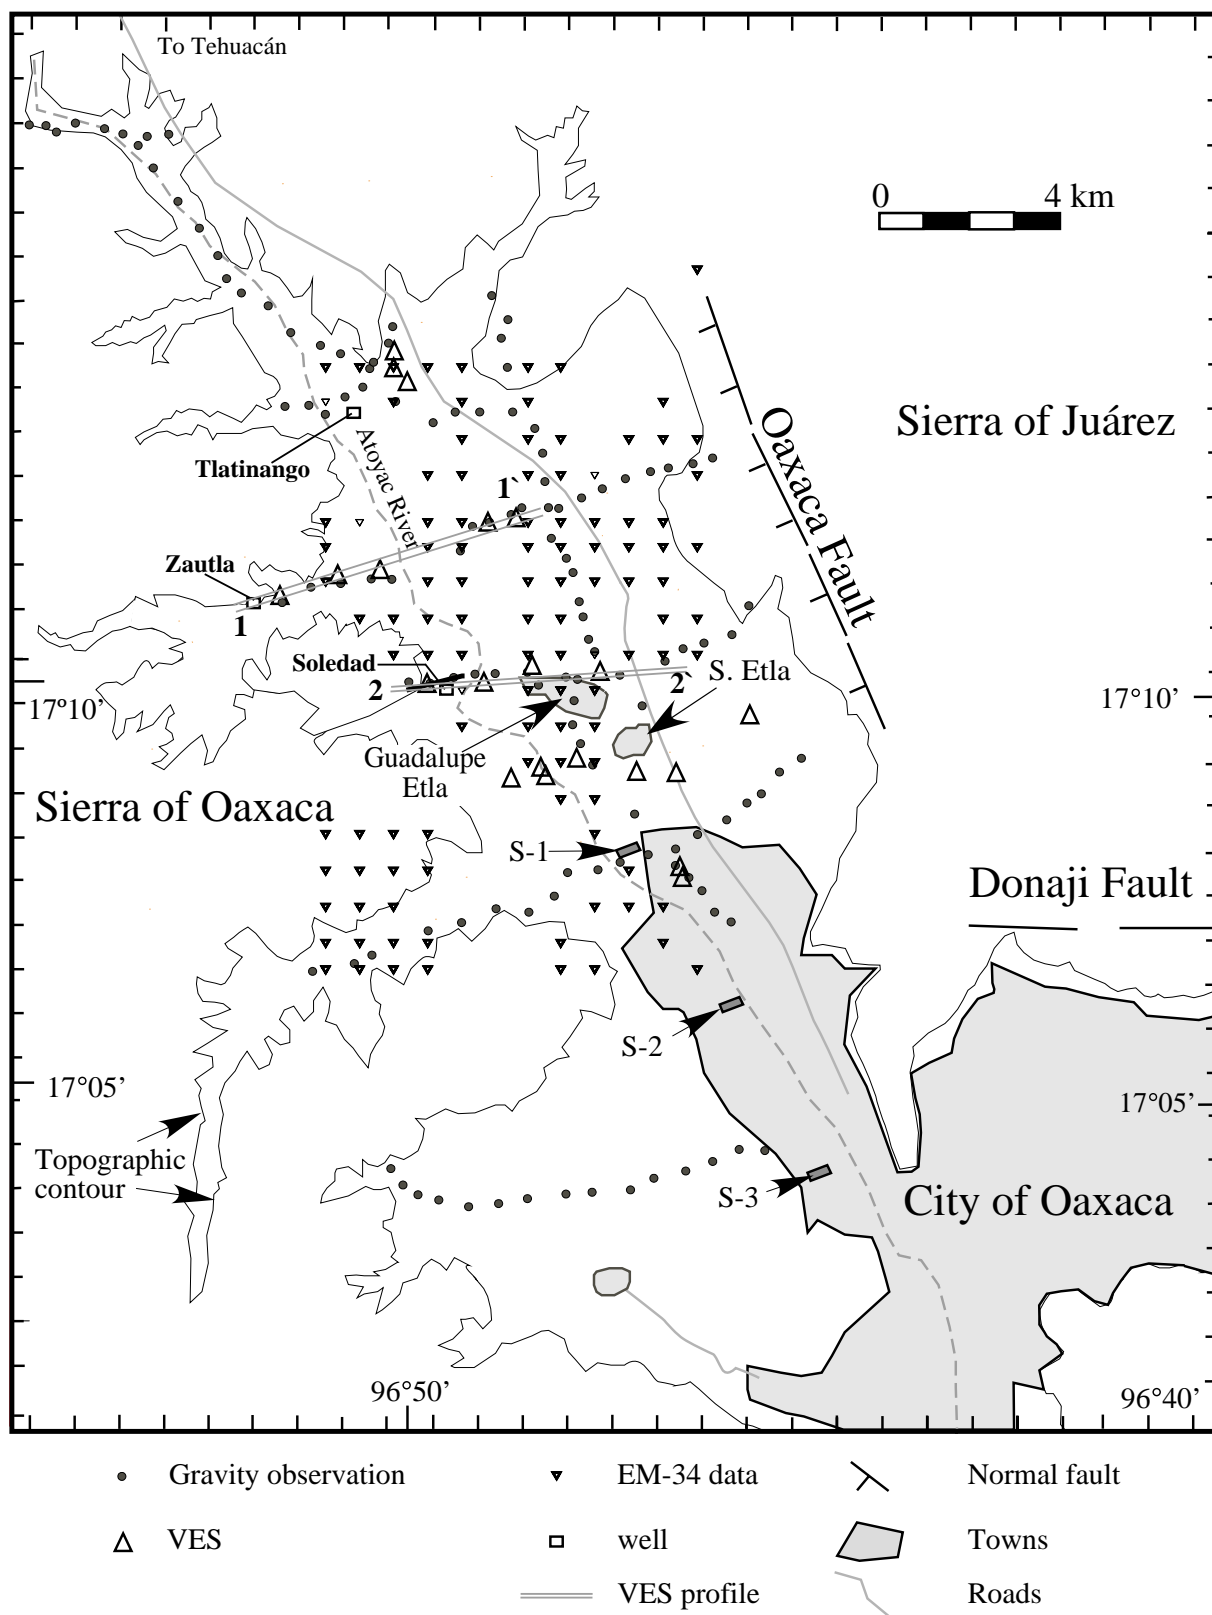 To Tehuacán
0 4 km
Sierra of Juárez
Oaxaca Fault
Tlatinango
Atoyac River
1`
Zautla
1
Soledad
2
2`
S. Etla
17°10’
17°10’
Guadalupe
Etla
Sierra of Oaxaca
S-1
Donaji Fault
S-2
17°05’
17°05’
Topographic
contour
S-3
City of Oaxaca
96°50’
96°40’
Gravity observation
EM-34 data
Normal fault
VES
well
Towns
VES profile
Roads